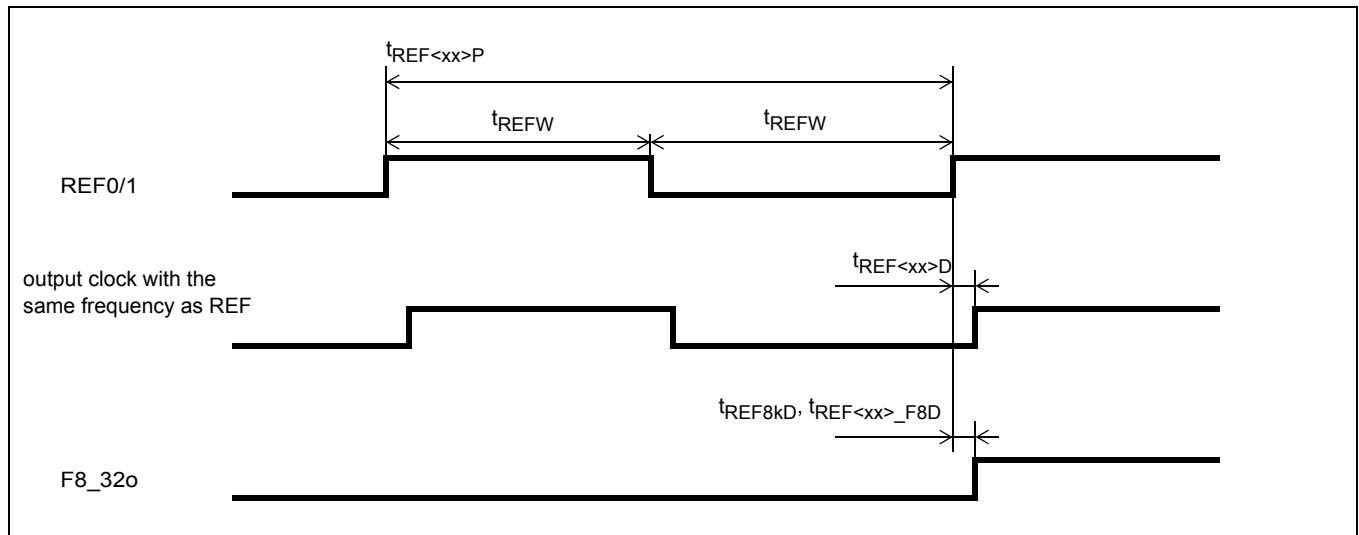 tREF<xx>P
tREFW
tREFW
REF0/1
tREF<xx>D
output clock with the
same frequency as REF
tREF8kD, tREF<xx>_F8D
F8_32o